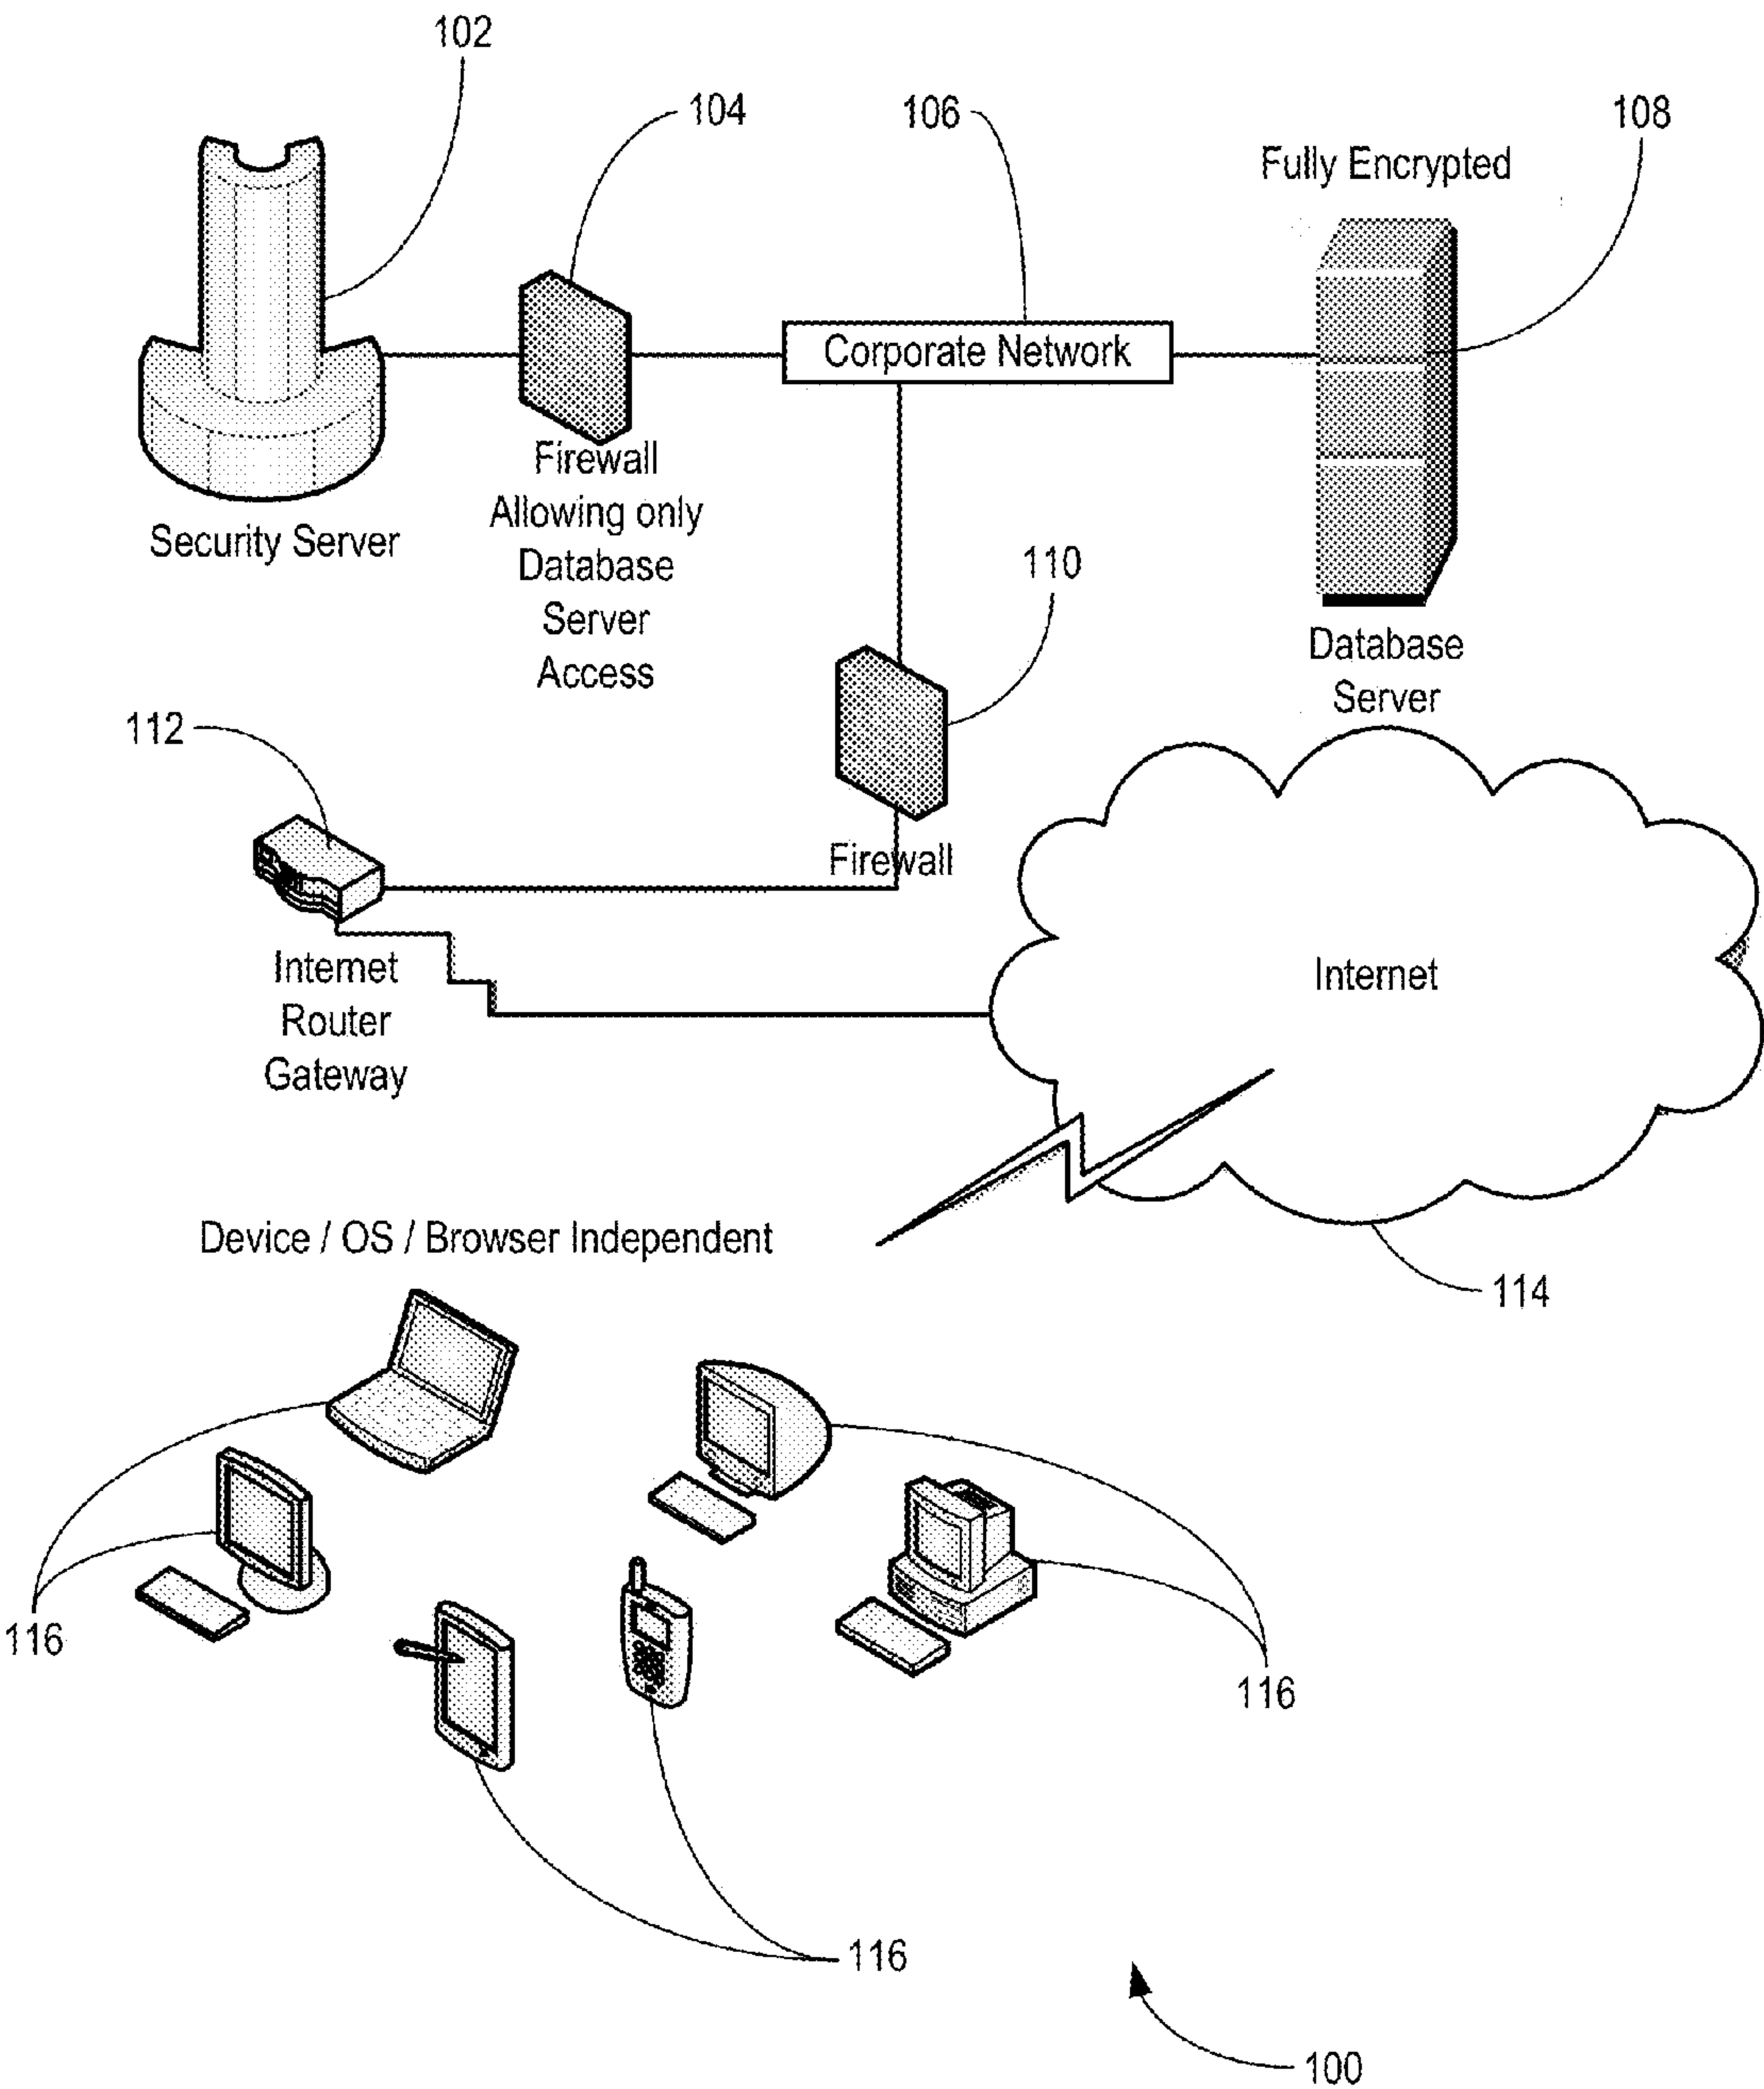 102
104
106
108
Fully Encrypted
Corporate Network
Firewall
Allowing only
Database
Server
Access
Security Server
110
Database
Server
112
Firewall
Internet
Internet
Router
Gateway
Device / OS / Browser Independent
114
116
116
116
100